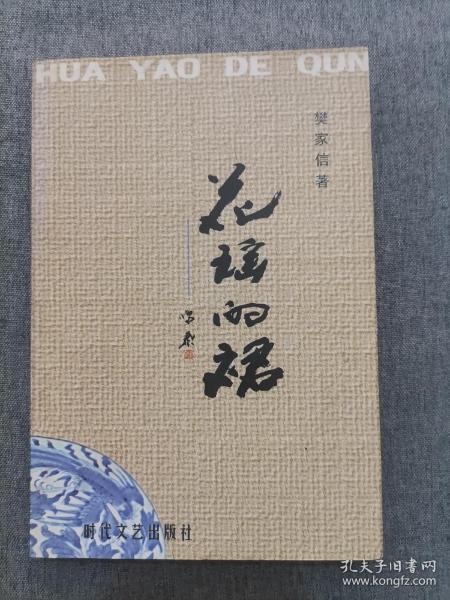 HUA YAO DE QUN
樊家信著
花瑶的裙
时代文艺出版社
孔夫子旧书网
www.kongfz.com